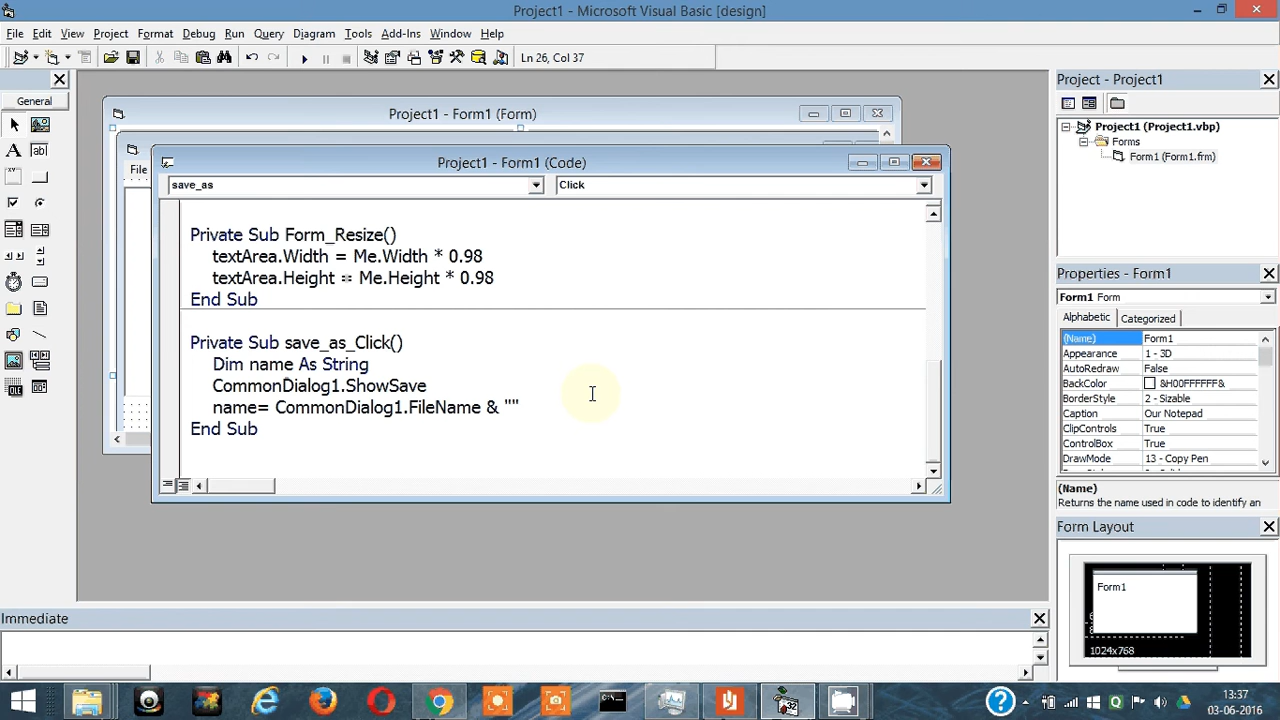 Project1 - Microsoft Visual Basic [design]
File Edit View Project Format Debug Run Query Diagram Tools Add-Ins Window Help
Ln 26, Col 37
General
Project1 - Form1 (Form)
File
Project1 - Form1 (Code)
save_as
Click
Private Sub Form_Resize()
textArea.Width = Me.Width * 0.98
textArea.Height = Me.Height * 0.98
End Sub
Private Sub save_as_Click()
Dim name As String
CommonDialog1.ShowSave
name= CommonDialog1.FileName & ""
End Sub
Project - Project1
Project1 (Project1.vbp)
Forms
Form1 (Form1.frm)
Properties - Form1
Form1 Form
Alphabetic Categorized
(Name) Form1
Appearance 1 - 3D
AutoRedraw False
BackColor &H00FFFFFF&
BorderStyle 2 - Sizable
Caption Our Notepad
ClipControls True
ControlBox True
DrawMode 13 - Copy Pen
(Name)
Returns the name used in code to identify an
Form Layout
Form1
1024x768
Immediate
13:37
03-06-2016